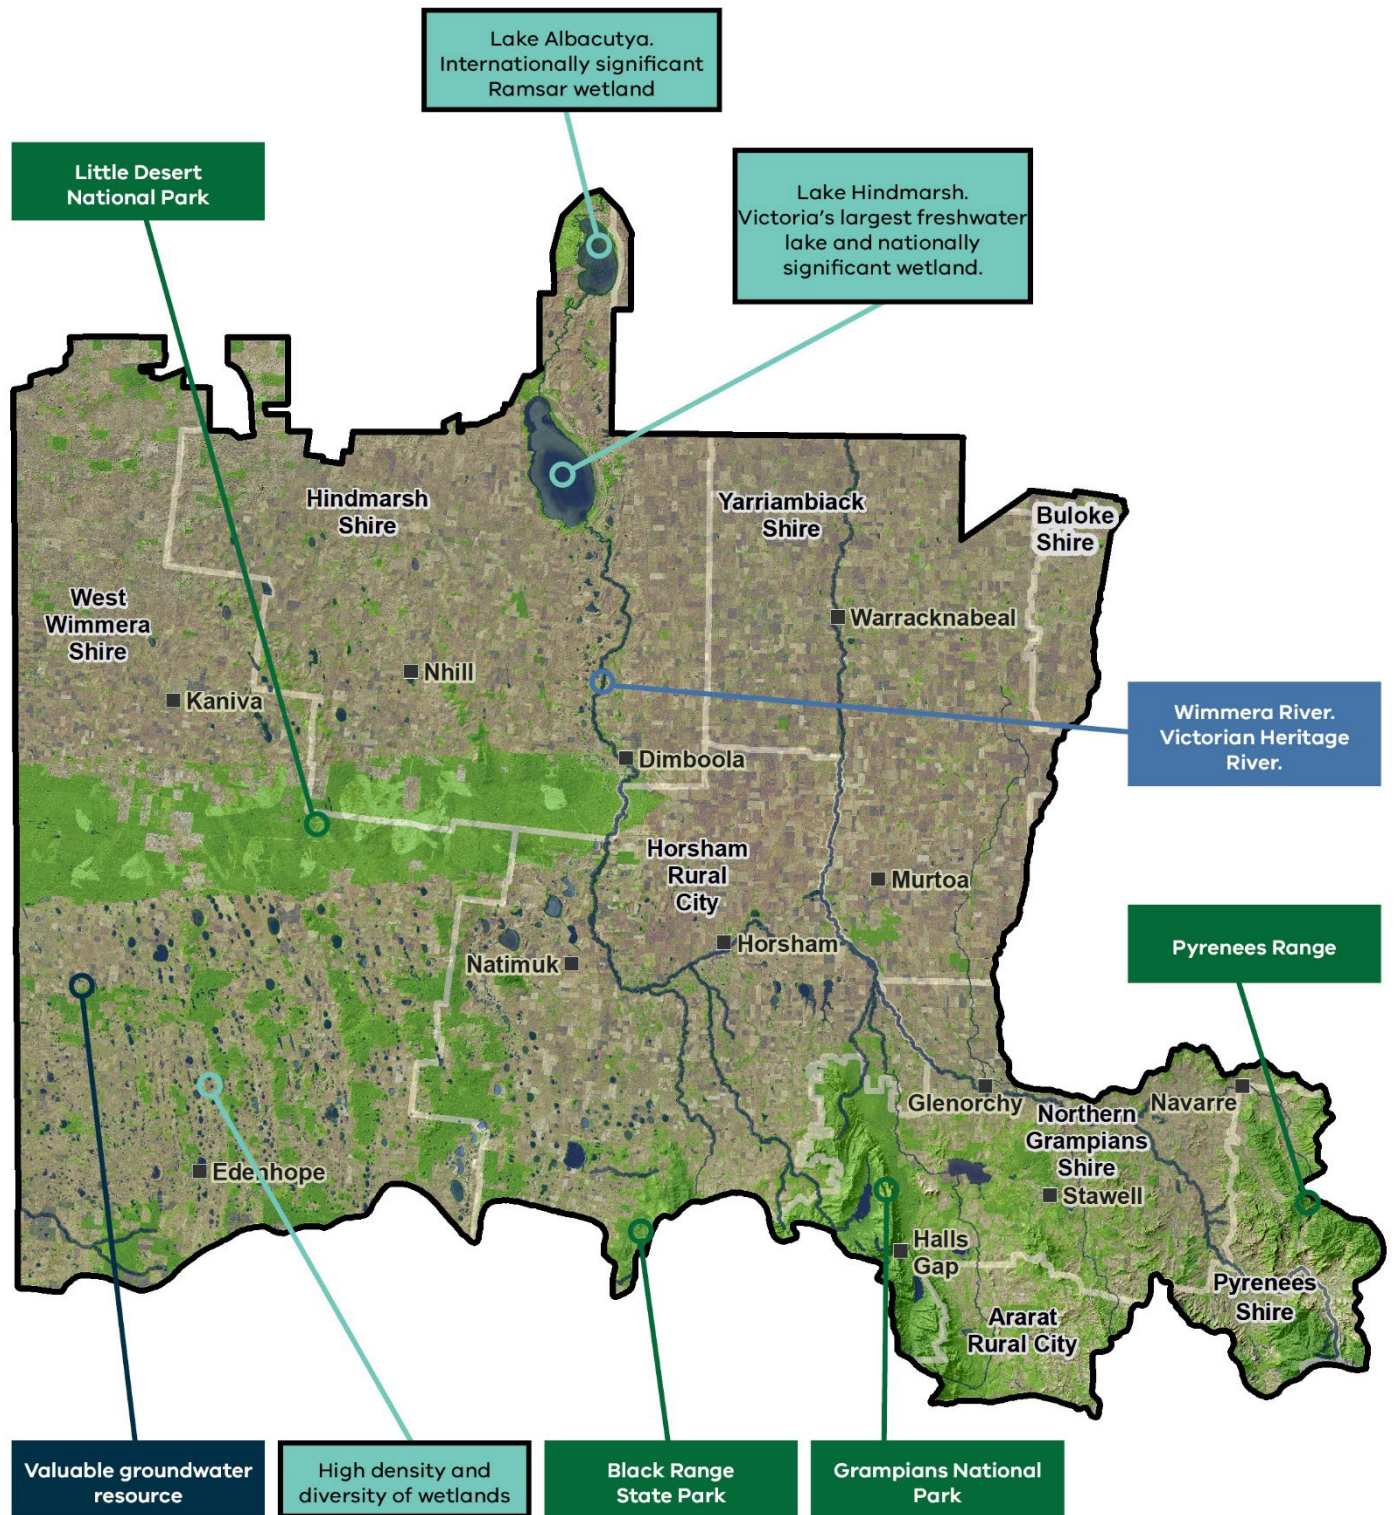 Lake Albacutya.
Internationally significant
Ramsar wetland
Little Desert
National Park
Lake Hindmarsh.
Victoria's largest freshwater
lake and nationally
significant wetland.
Hindmarsh
Shire
Yarriambiack
Shire
Buloke
Shire
West
Wimmera
Shire
Warracknabeal
Nhill
Kaniva
Wimmera River.
Victorian Heritage
River.
Dimboola
Horsham
Rural
City
Murtoa
Horsham
Natimuk
Pyrenees Range
Glenorchy
Northern
Grampians
Shire
Navarre
Edenhope
Stawell
Halls
Gap
Pyrenees
Shire
Ararat
Rural City
Valuable groundwater
resource
High density and
diversity of wetlands
Black Range
State Park
Grampians National
Park